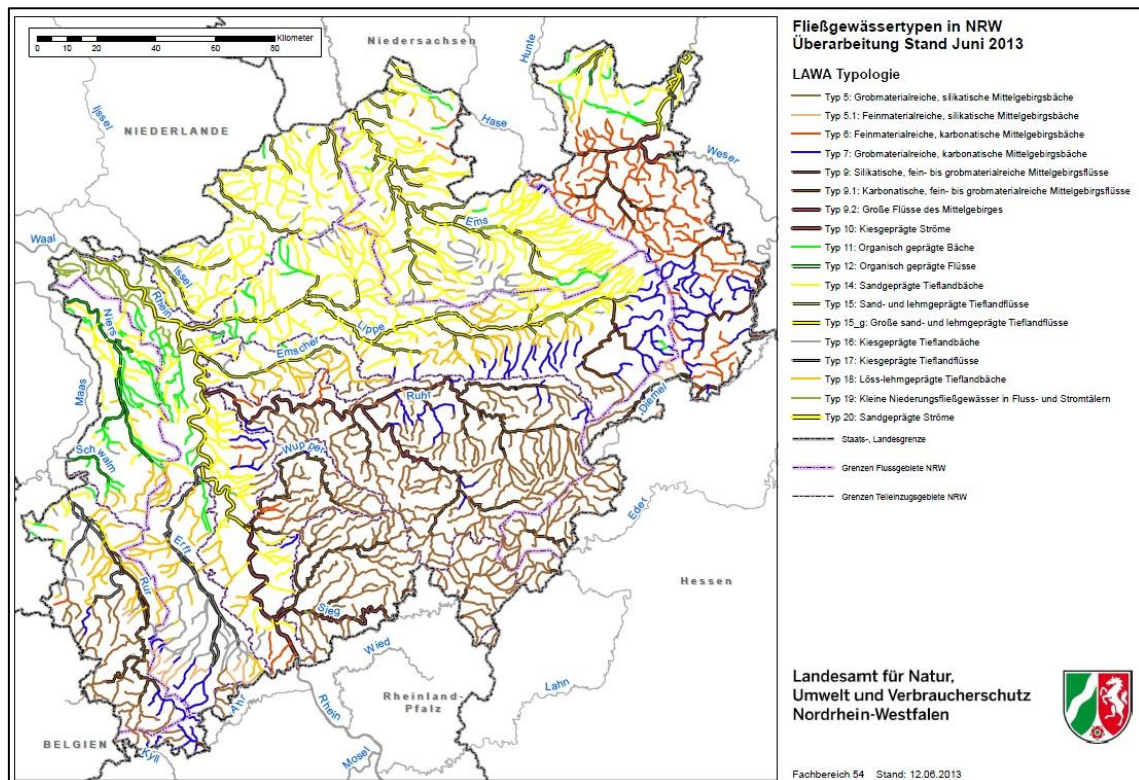 Kilometer
0 10 20 40 60 80
Niedersachsen
Hunte
Ijssel
NIEDERLANDE
Hase
Weser
Ems
Waal
Issel
Rhein
Lippe
Niers
Emscher
Maas
Ruhr
Diemel
Schwalm
Wupper
Eder
Erft
Hessen
Rur
Sieg
Wied
Lahn
Ahr
Rheinland-
Pfalz
Rhein
BELGIEN
Kyll
Mosel
Fließgewässertypen in NRW
Überarbeitung Stand Juni 2013
LAWA Typologie
Typ 5: Grobmaterialreiche, silikatische Mittelgebirgsbäche
Typ 5.1: Feinmaterialreiche, silikatische Mittelgebirgsbäche
Typ 6: Feinmaterialreiche, karbonatische Mittelgebirgsbäche
Typ 7: Grobmaterialreiche, karbonatische Mittelgebirgsbäche
Typ 9: Silikatische, fein- bis grobmaterialreiche Mittelgebirgsflüsse
Typ 9.1: Karbonatische, fein- bis grobmaterialreiche Mittelgebirgsflüsse
Typ 9.2: Große Flüsse des Mittelgebirges
Typ 10: Kiesgeprägte Ströme
Typ 11: Organisch geprägte Bäche
Typ 12: Organisch geprägte Flüsse
Typ 14: Sandgeprägte Tieflandbäche
Typ 15: Sand- und lehmgeprägte Tieflandflüsse
Typ 15_g: Große sand- und lehmgeprägte Tieflandflüsse
Typ 16: Kiesgeprägte Tieflandbäche
Typ 17: Kiesgeprägte Tieflandflüsse
Typ 18: Löss-lehmgeprägte Tieflandbäche
Typ 19: Kleine Niederungsfließgewässer in Fluss- und Stromtälern
Typ 20: Sandgeprägte Ströme
Staats-, Landesgrenze
Grenzen Flussgebiete NRW
Grenzen Teileinzugsgebiete NRW
Landesamt für Natur,
Umwelt und Verbraucherschutz
Nordrhein-Westfalen
Fachbereich 54 Stand: 12.06.2013